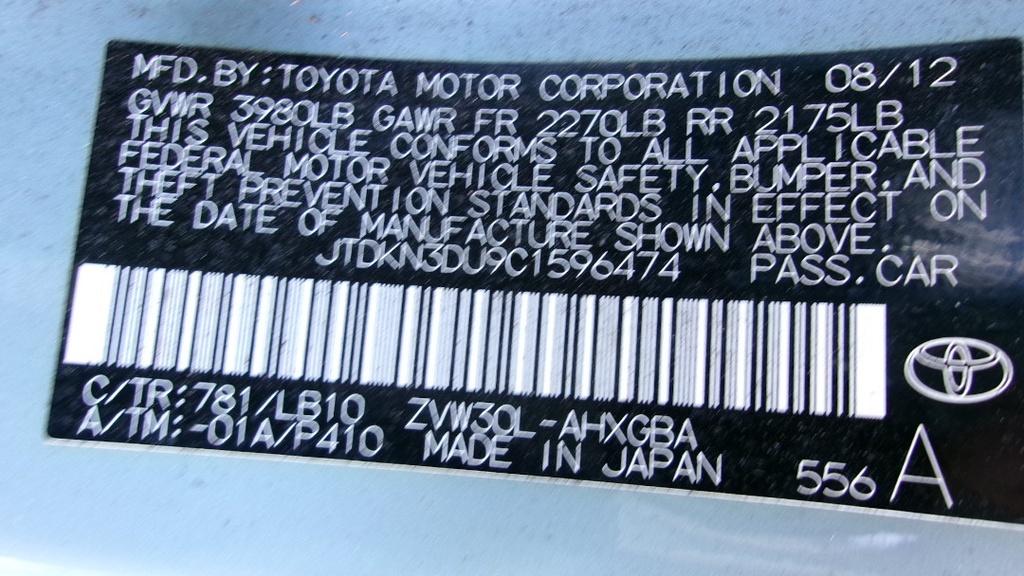 MFD.BY:TOYOTA MOTOR CORPORATION 08/12
GVWR 3980LB GAWR FR 2270LB RR 2175LB
THIS VEHICLE CONFORMS TO ALL APPLICABLE
FEDERAL MOTOR VEHICLE SAFETY,BUMPER,AND
THEFT PREVENTION STANDARDS IN EFFECT ON
THE DATE OF MANUFACTURE SHOWN ABOVE.
JTDKN3DU9C1596474 PASS.CAR
C/TR:781/LB10 ZVW30L-AHXGBA
A/TM:-01A/P410 MADE IN JAPAN 556 A